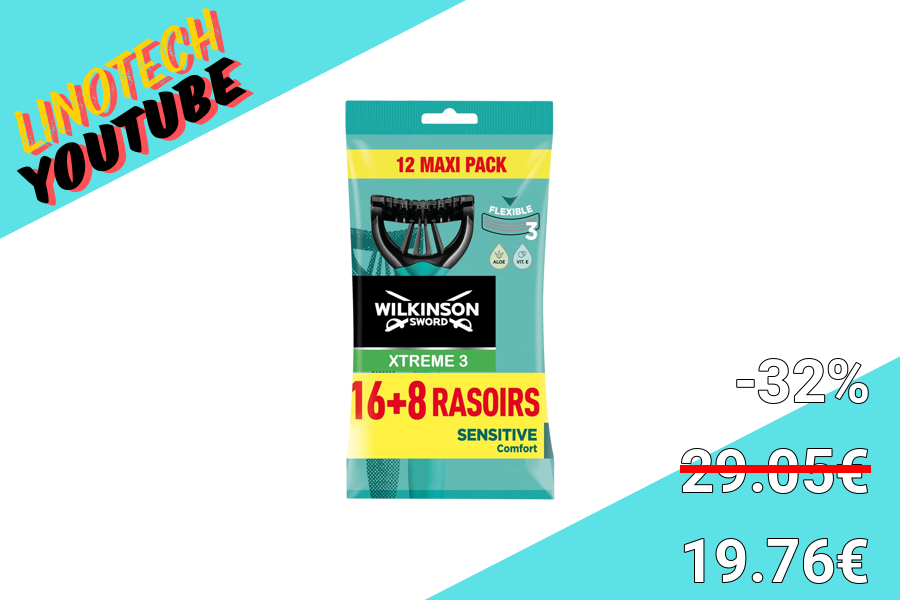 LINOTECH
YOUTUBE
12 MAXI PACK
FLEXIBLE
3
ALOE
VIT. E
WILKINSON
SWORD
XTREME 3
16+8 RASOIRS
SENSITIVE
Comfort
-32%
29.05€
19.76€